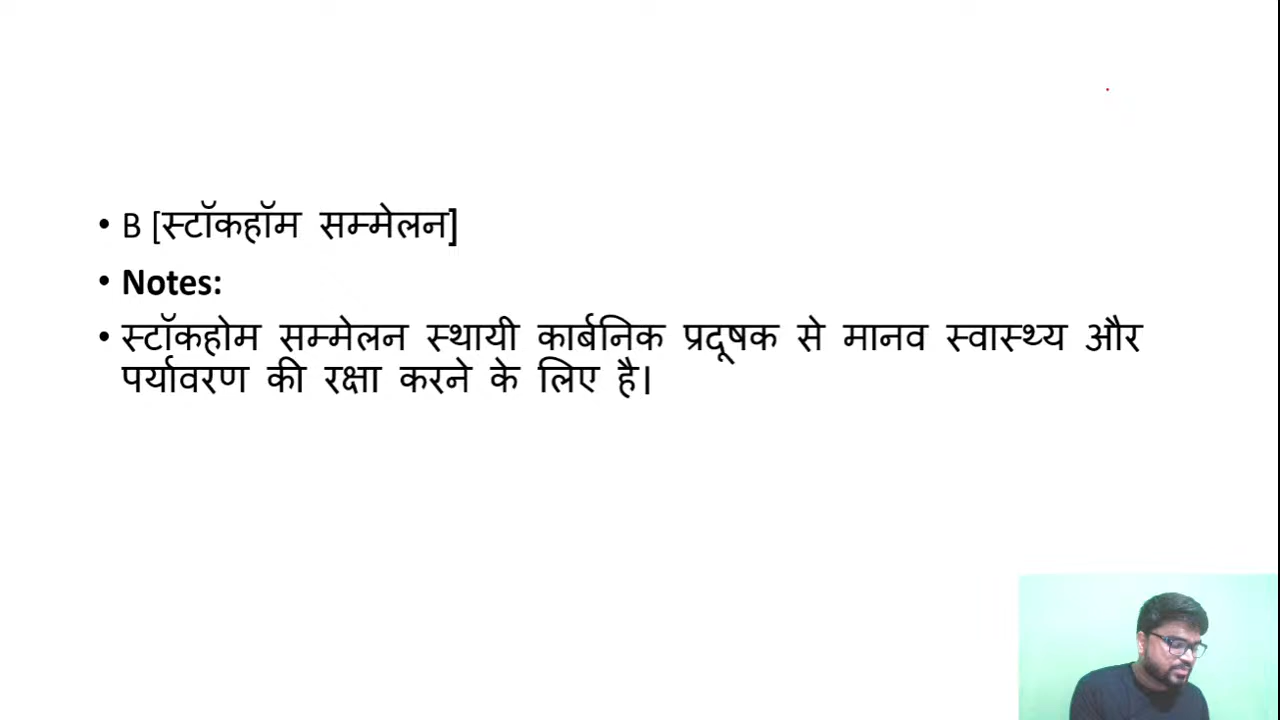 • B [स्टॉकहॉम सम्मेलन]
• Notes:
• स्टॉकहोम सम्मेलन स्थायी कार्बनिक प्रदूषक से मानव स्वास्थ्य और
पर्यावरण की रक्षा करने के लिए है।